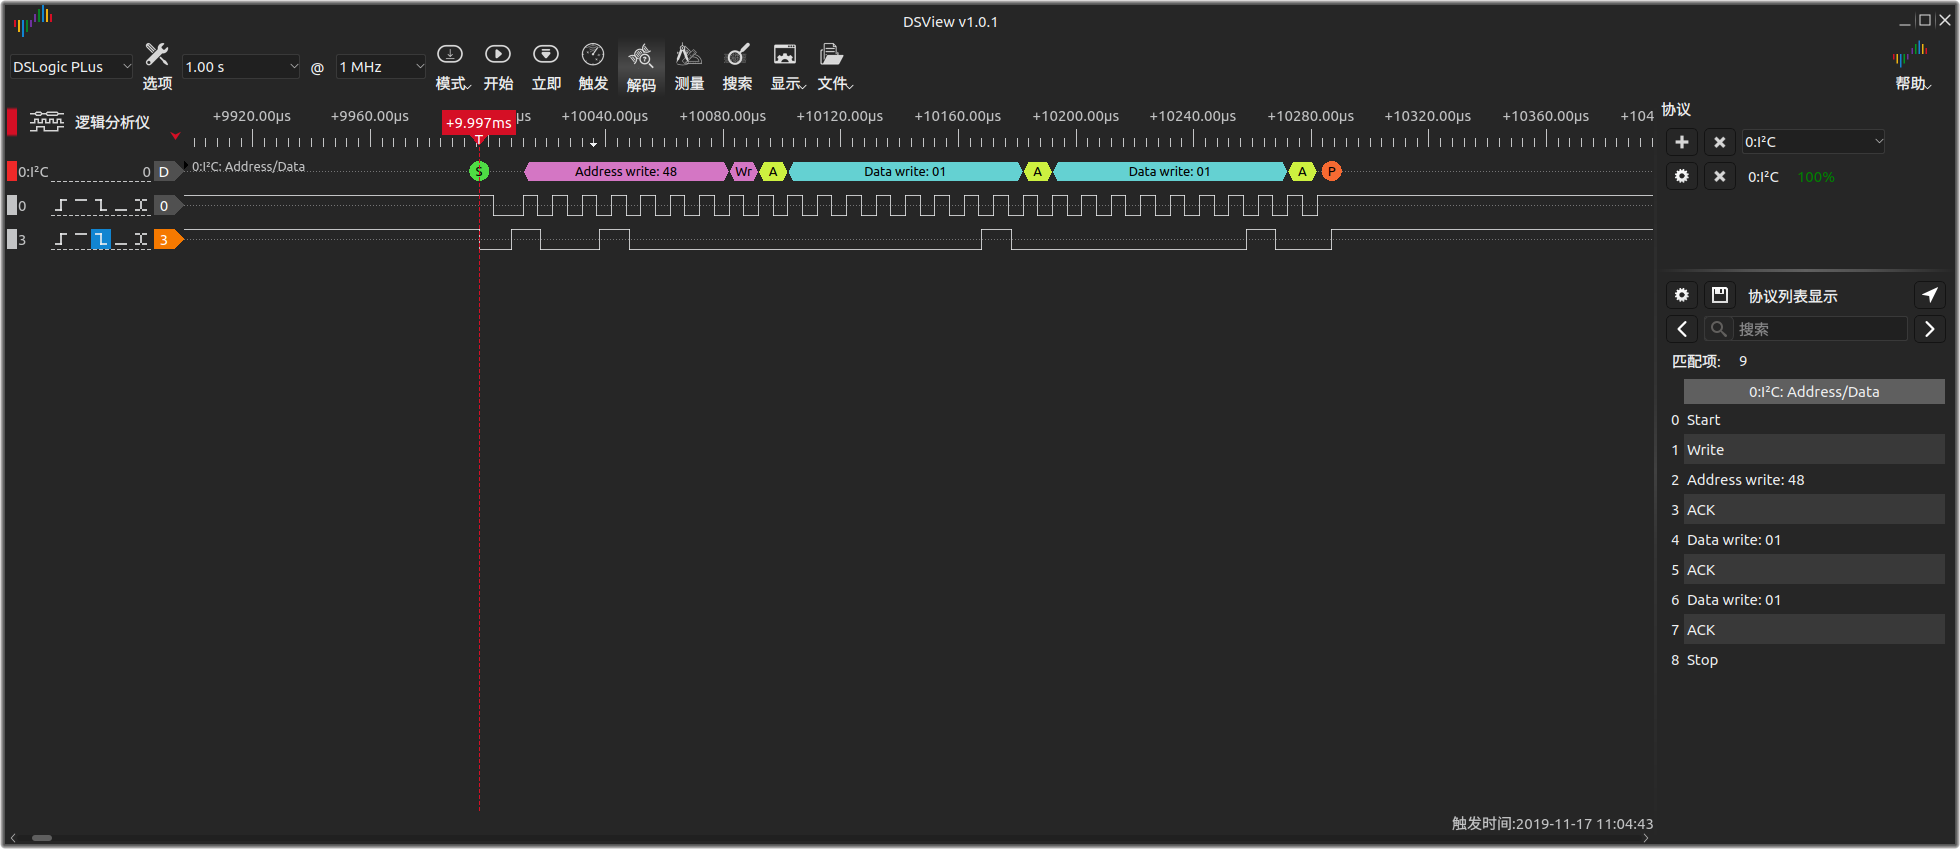 DSView v1.0.1
DSLogic PLus
选项
1.00 s
@
1 MHz
模式
开始
立即
触发
解码
测量
搜索
显示
文件
帮助
逻辑分析仪
+9920.00µs
+9960.00µs
+9.997ms
µs
+10040.00µs
+10080.00µs
+10120.00µs
+10160.00µs
+10200.00µs
+10240.00µs
+10280.00µs
+10320.00µs
+10360.00µs
+104
T
0:I²C
0
D
0:I²C: Address/Data
S
Address write: 48
Wr
A
Data write: 01
A
Data write: 01
A
P
0
0
3
3
协议
0:I²C
0:I²C
100%
协议列表显示
搜索
匹配项:
9
0:I²C: Address/Data
0 Start
1 Write
2 Address write: 48
3 ACK
4 Data write: 01
5 ACK
6 Data write: 01
7 ACK
8 Stop
触发时间:2019-11-17 11:04:43